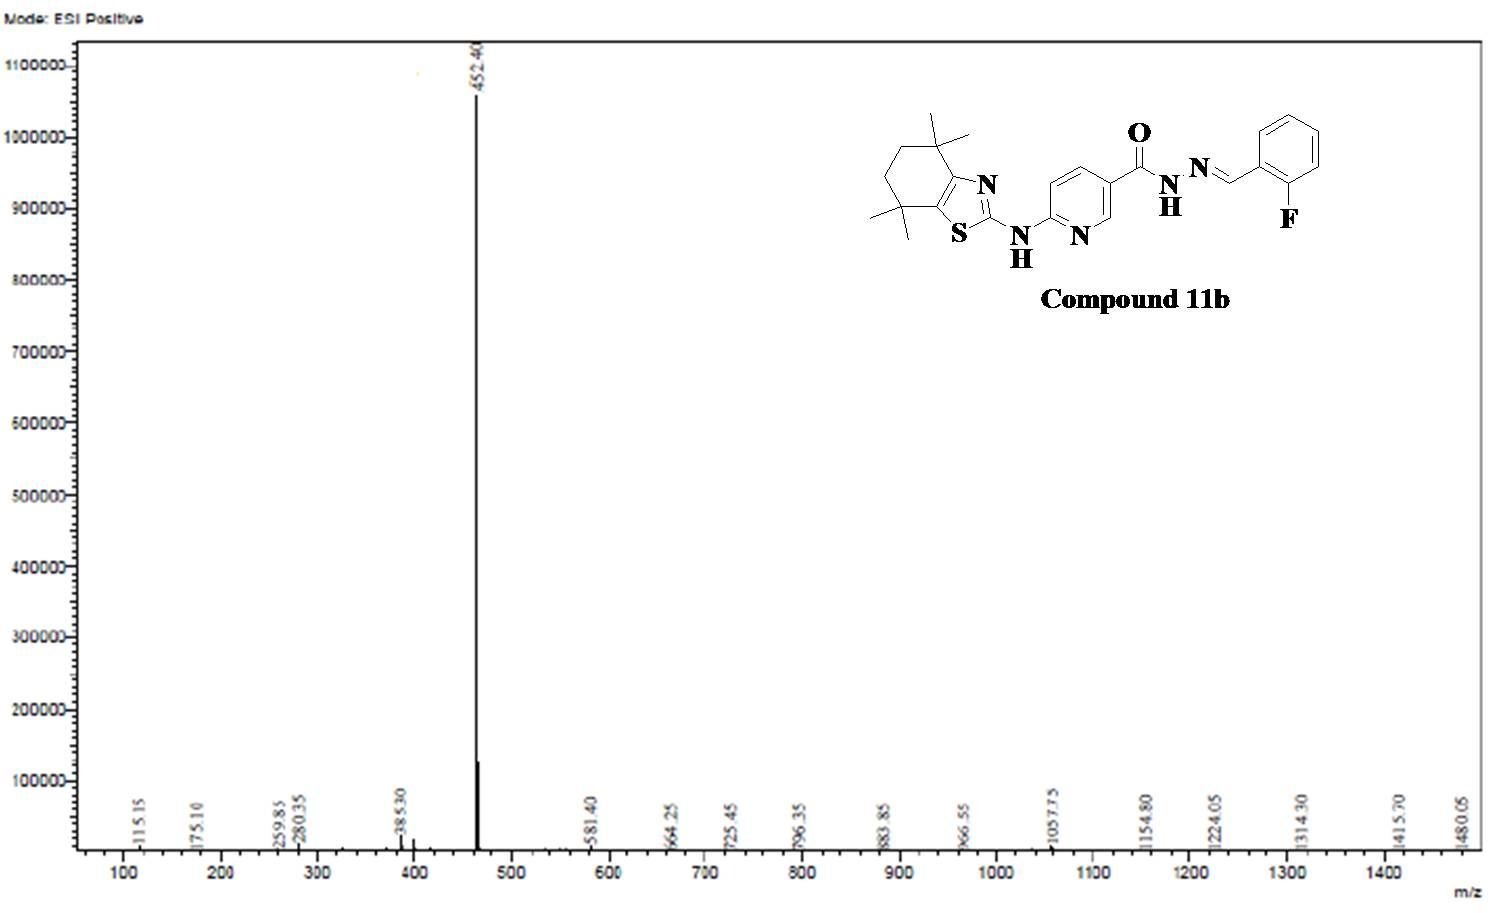 Mode: ESI Positive
1100000
1000000
900000
800000
700000
600000
500000
400000
300000
200000
100000
452.40
115.15
175.10
259.85
280.35
385.30
581.40
664.25
725.45
796.35
883.85
966.55
1057.75
1154.80
1224.05
1314.30
1415.70
1480.05
100 200 300 400 500 600 700 800 900 1000 1100 1200 1300 1400
m/z
O
N
N
N
H
F
S
N
H
N
Compound 11b